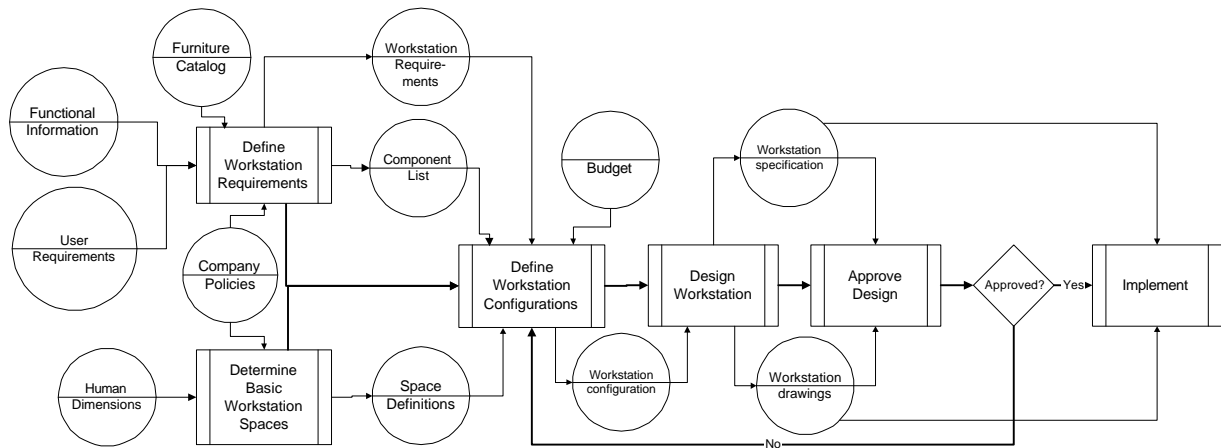 Furniture
Catalog
Workstation
Require-
ments
Functional
Information
Define
Workstation
Requirements
Component
List
Budget
Workstation
specification
User
Requirements
Company
Policies
Define
Workstation
Configurations
Design
Workstation
Approve
Design
Approved?
Yes
Implement
Human
Dimensions
Determine
Basic
Workstation
Spaces
Space
Definitions
Workstation
configuration
Workstation
drawings
No